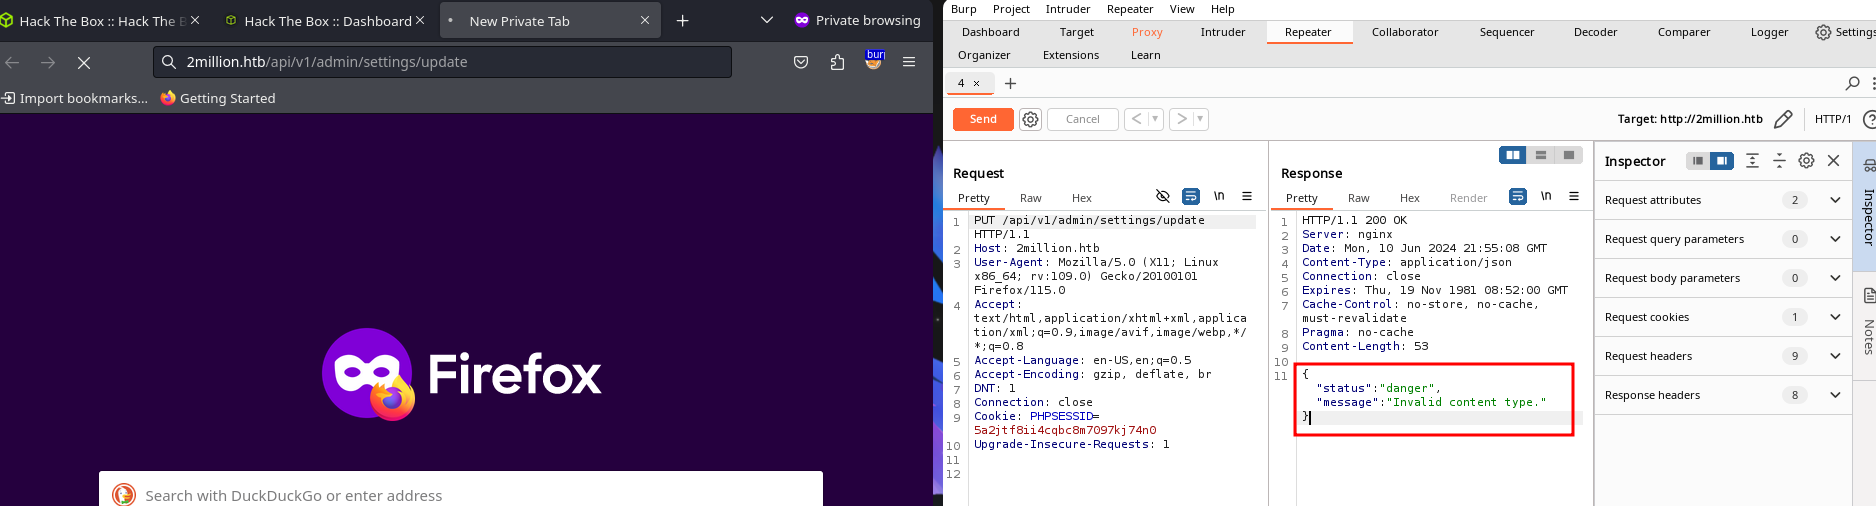 Hack The Box :: Hack The B
Hack The Box :: Dashboard
New Private Tab
Private browsing
2million.htb/api/v1/admin/settings/update
burp
Import bookmarks...
Getting Started
Firefox
Search with DuckDuckGo or enter address
Burp Project Intruder Repeater View Help
Dashboard Target Proxy Intruder Repeater Collaborator Sequencer Decoder Comparer Logger Settings
Organizer Extensions Learn
4 ×
Send Cancel Target: http://2million.htb HTTP/1
Request
Pretty Raw Hex \n
1 PUT /api/v1/admin/settings/update
HTTP/1.1
2 Host: 2million.htb
3 User-Agent: Mozilla/5.0 (X11; Linux
x86_64; rv:109.0) Gecko/20100101
Firefox/115.0
4 Accept:
text/html,application/xhtml+xml,applica
tion/xml;q=0.9,image/avif,image/webp,*/
*;q=0.8
5 Accept-Language: en-US,en;q=0.5
6 Accept-Encoding: gzip, deflate, br
7 DNT: 1
8 Connection: close
9 Cookie: PHPSESSID=
5a2jtf8ii4cqbc8m7097kj74n0
10 Upgrade-Insecure-Requests: 1
11
12
Response
Pretty Raw Hex Render \n
1 HTTP/1.1 200 OK
2 Server: nginx
3 Date: Mon, 10 Jun 2024 21:55:08 GMT
4 Content-Type: application/json
5 Connection: close
6 Expires: Thu, 19 Nov 1981 08:52:00 GMT
7 Cache-Control: no-store, no-cache,
must-revalidate
8 Pragma: no-cache
9 Content-Length: 53
10
11 {
"status":"danger",
"message":"Invalid content type."
}
Inspector
Request attributes 2
Request query parameters 0
Request body parameters 0
Request cookies 1
Request headers 9
Response headers 8
Inspector
Notes